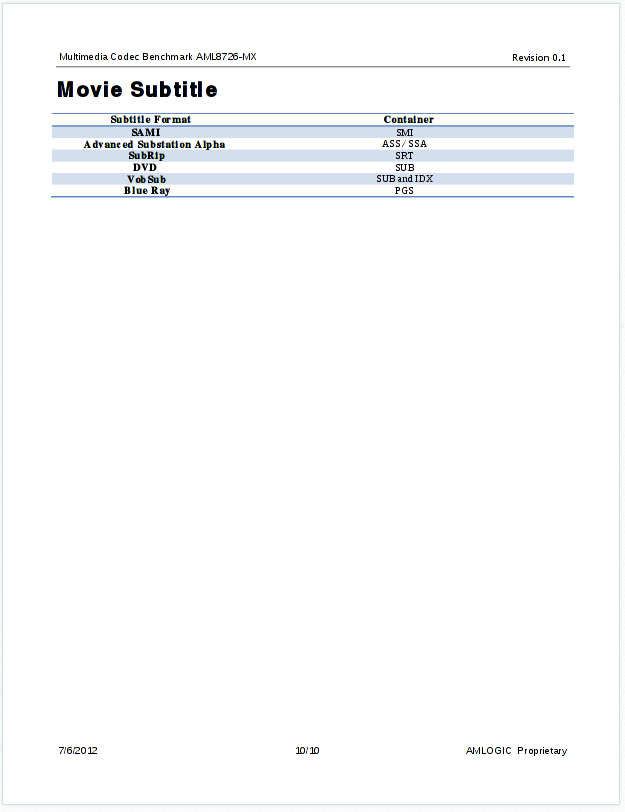 Multimedia Codec Benchmark AML8726-MX Revision 0.1
Movie Subtitle
Subtitle Format Container
SAMI SMI
Advanced Substation Alpha ASS / SSA
SubRip SRT
DVD SUB
VobSub SUB and IDX
Blue Ray PGS
7/6/2012 10/10 AMLOGIC Proprietary